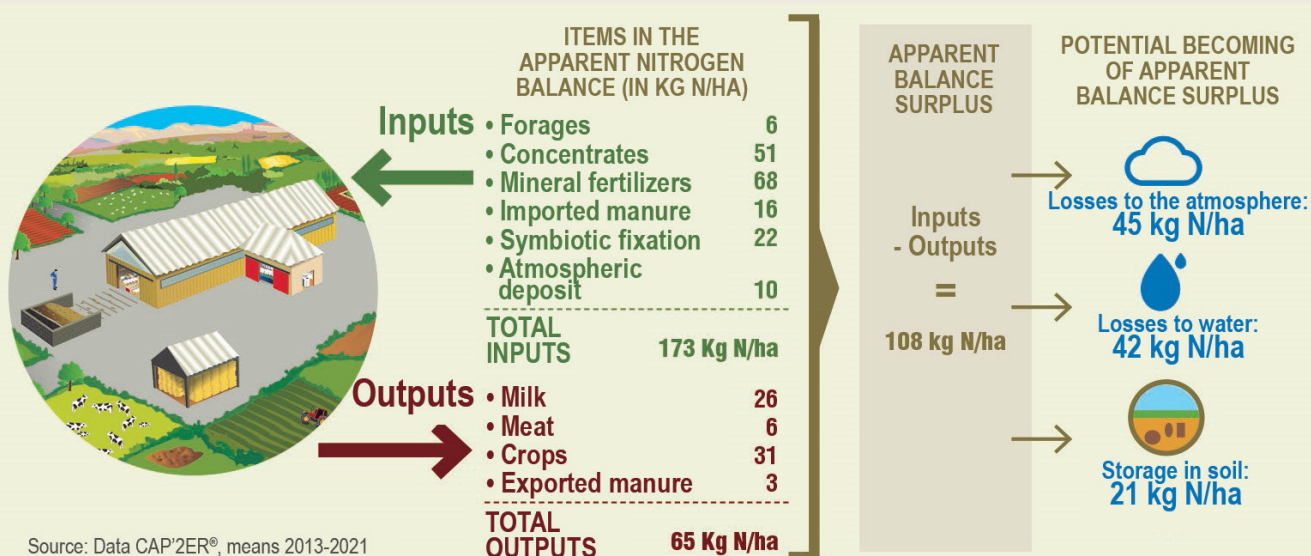 ITEMS IN THE
APPARENT NITROGEN
BALANCE (IN KG N/HA)
Inputs
• Forages 6
• Concentrates 51
• Mineral fertilizers 68
• Imported manure 16
• Symbiotic fixation 22
• Atmospheric
deposit 10
TOTAL
INPUTS 173 Kg N/ha
Outputs
• Milk 26
• Meat 6
• Crops 31
• Exported manure 3
TOTAL
OUTPUTS 65 Kg N/ha
APPARENT
BALANCE
SURPLUS
Inputs
- Outputs
=
108 kg N/ha
POTENTIAL BECOMING
OF APPARENT
BALANCE SURPLUS
Losses to the atmosphere:
45 kg N/ha
Losses to water:
42 kg N/ha
Storage in soil:
21 kg N/ha
Source: Data CAP'2ER®, means 2013-2021